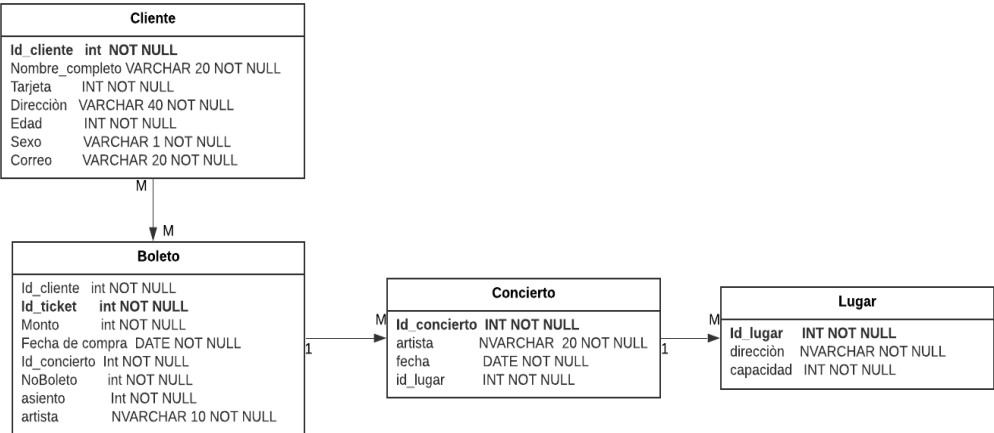 Cliente
Id_cliente int NOT NULL
Nombre_completo VARCHAR 20 NOT NULL
Tarjeta INT NOT NULL
Direcciòn VARCHAR 40 NOT NULL
Edad INT NOT NULL
Sexo VARCHAR 1 NOT NULL
Correo VARCHAR 20 NOT NULL
M
M
Boleto
Id_cliente int NOT NULL
Id_ticket int NOT NULL
Monto int NOT NULL
Fecha de compra DATE NOT NULL
Id_concierto Int NOT NULL
NoBoleto int NOT NULL
asiento Int NOT NULL
artista NVARCHAR 10 NOT NULL
1
M
Concierto
Id_concierto INT NOT NULL
artista NVARCHAR 20 NOT NULL
fecha DATE NOT NULL
id_lugar INT NOT NULL
1
M
Lugar
Id_lugar INT NOT NULL
direcciòn NVARCHAR NOT NULL
capacidad INT NOT NULL